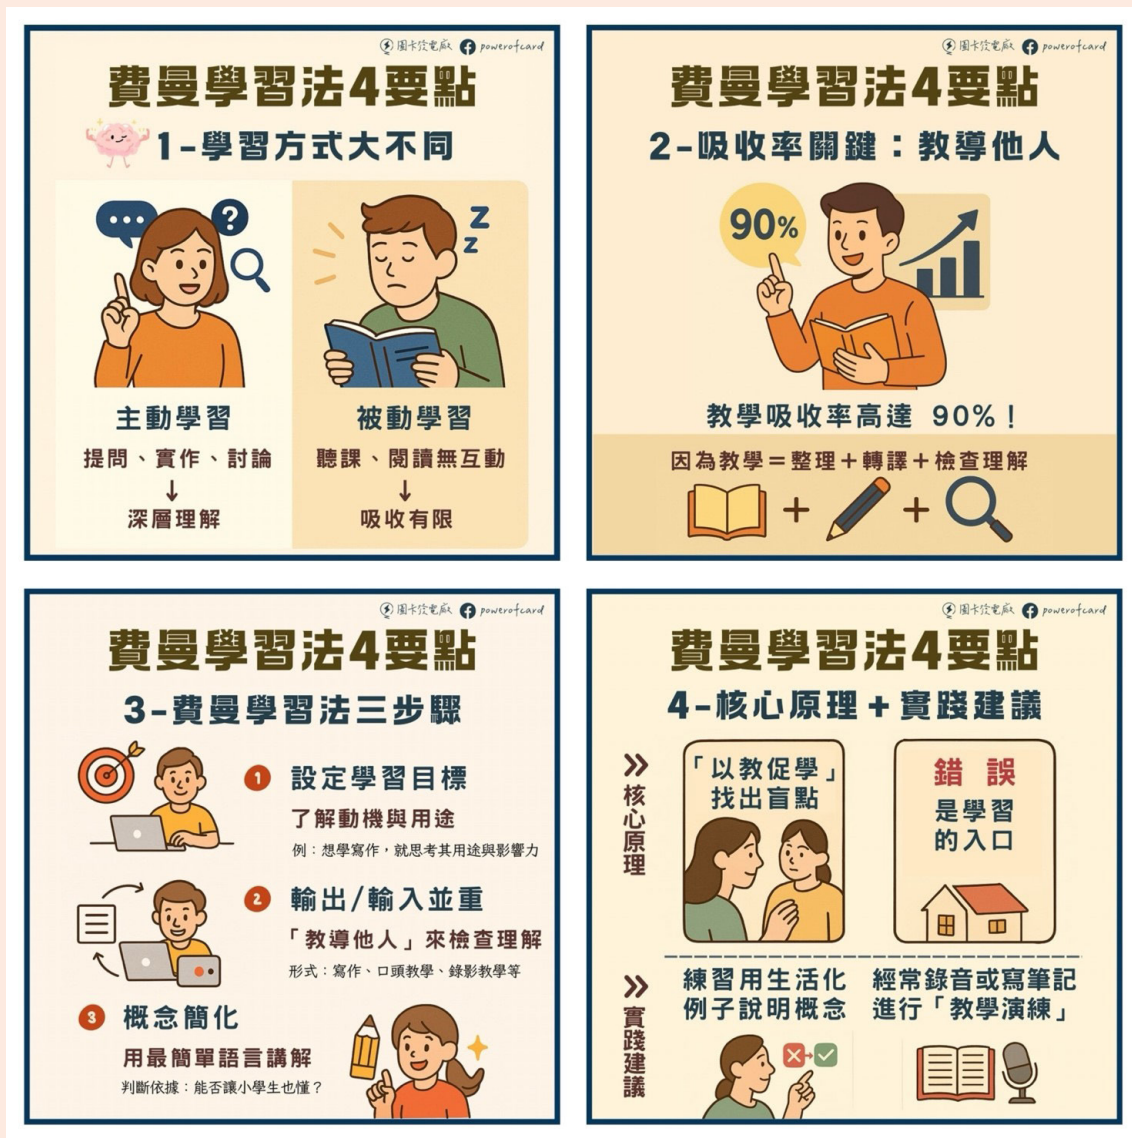 圖卡發電廠 powerofcard
費曼學習法4要點
1-學習方式大不同
?
Z
Z
主動學習
提問、實作、討論
↓
深層理解
被動學習
聽課、閱讀無互動
↓
吸收有限
圖卡發電廠 powerofcard
費曼學習法4要點
2-吸收率關鍵：教導他人
90%
教學吸收率高達 90%！
因為教學＝整理＋轉譯＋檢查理解
+ +
圖卡發電廠 powerofcard
費曼學習法4要點
3-費曼學習法三步驟
1 設定學習目標
了解動機與用途
例：想學寫作，就思考其用途與影響力
2 輸出/輸入並重
「教導他人」來檢查理解
形式：寫作、口頭教學、錄影教學等
3 概念簡化
用最簡單語言講解
判斷依據：能否讓小學生也懂？
圖卡發電廠 powerofcard
費曼學習法4要點
4-核心原理＋實踐建議
核心原理
「以教促學」
找出盲點
錯誤
是學習
的入口
實踐建議
練習用生活化
例子說明概念
經常錄音或寫筆記
進行「教學演練」